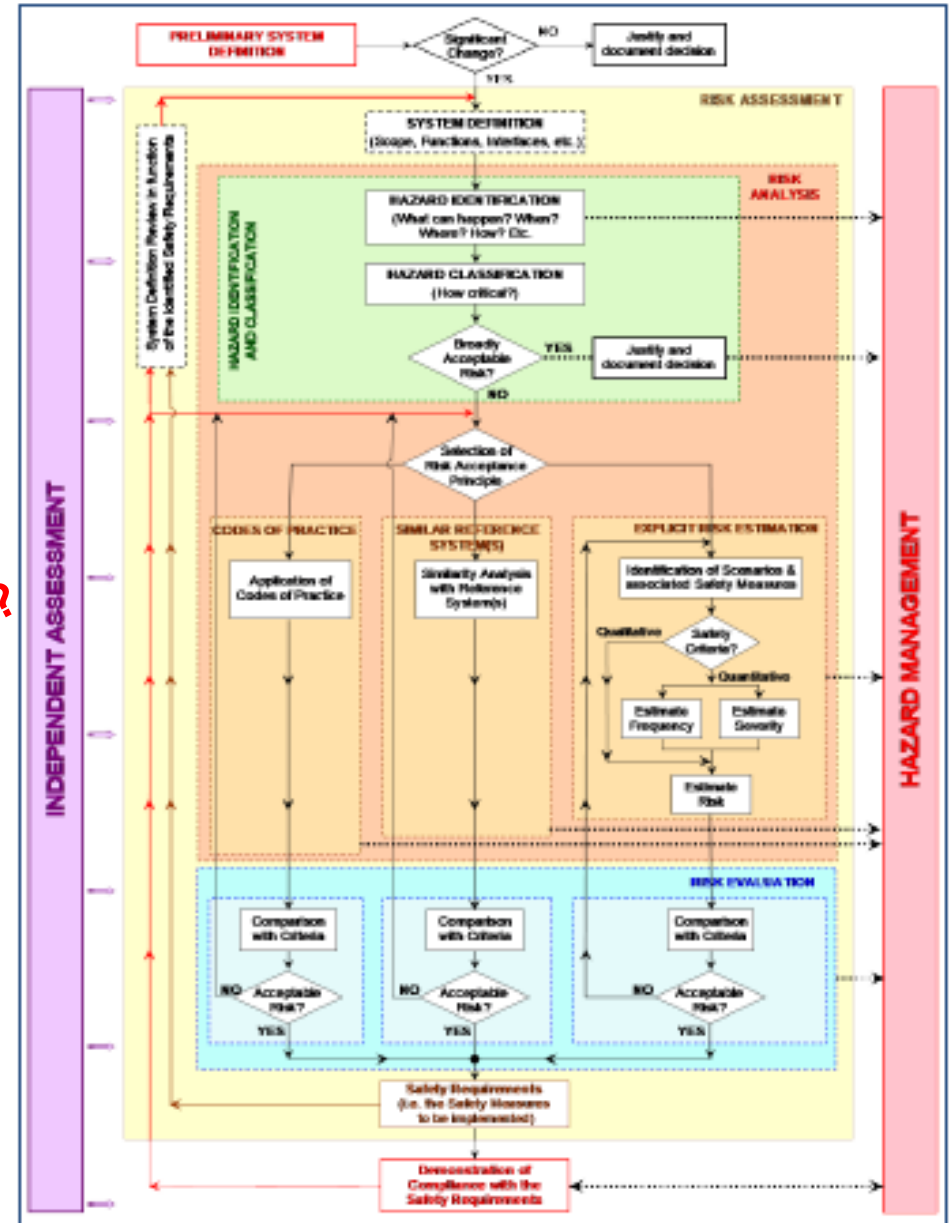 PRELIMINARY SYSTEM
DEFINITION
Significant
Change?
NO
Justify and
document decision
YES
RISK ASSESSMENT
SYSTEM DEFINITION
(Scope, Functions, Interfaces, etc.)
System Definition Review in function
of the identified Safety Requirements
RISK
ANALYSIS
HAZARD IDENTIFICATION
AND CLASSIFICATION
HAZARD IDENTIFICATION
(What can happen? When?
Where? How? Etc.
HAZARD CLASSIFICATION
(How critical?)
Broadly
Acceptable
Risk?
YES
Justify and
document decision
NO
Selection of
Risk Acceptance
Principle
CODES OF PRACTICE
SIMILAR REFERENCE
SYSTEM(S)
EXPLICIT RISK ESTIMATION
Application of
Codes of Practice
Similarity Analysis
with Reference
System(s)
Identification of Scenarios &
associated Safety Measures
Qualitative
Safety
Criteria?
Quantitative
Estimate
Frequency
Estimate
Severity
Estimate
Risk
RISK EVALUATION
Comparison
with Criteria
Comparison
with Criteria
Comparison
with Criteria
NO
Acceptable
Risk?
YES
NO
Acceptable
Risk?
YES
NO
Acceptable
Risk?
YES
Safety Requirements
(i.e. the Safety Measures
to be implemented)
Demonstration of
Compliance with the
Safety Requirements
INDEPENDENT ASSESSMENT
HAZARD MANAGEMENT
?